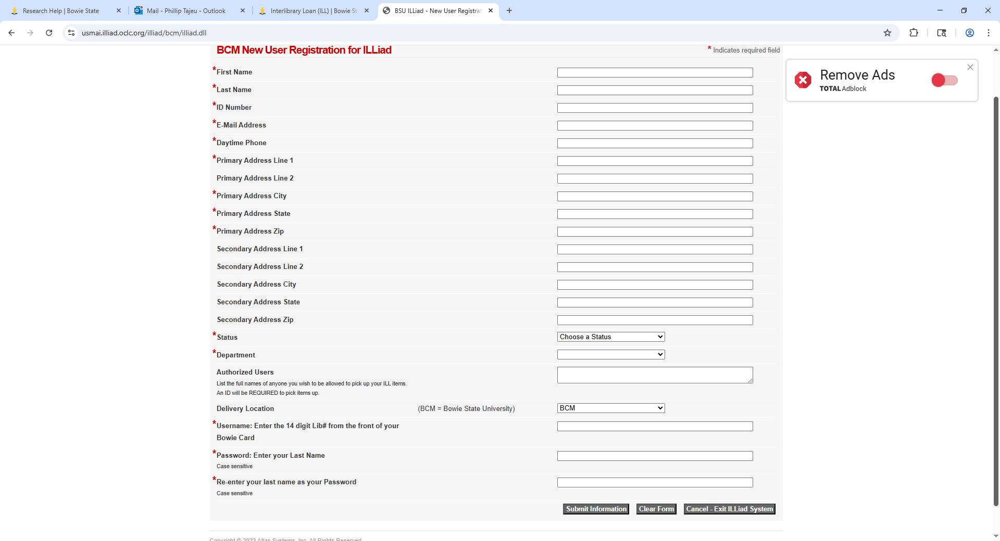 Research Help | Bowie State
Mail - Phillip Tajeu - Outlook
Interlibrary Loan (ILL) | Bowie St
BSU ILLiad - New User Registrat
usmai.illiad.oclc.org/illiad/bcm/illiad.dll
BCM New User Registration for ILLiad
* Indicates required field
Remove Ads
TOTAL Adblock
*First Name
*Last Name
*ID Number
*E-Mail Address
*Daytime Phone
*Primary Address Line 1
Primary Address Line 2
*Primary Address City
*Primary Address State
*Primary Address Zip
Secondary Address Line 1
Secondary Address Line 2
Secondary Address City
Secondary Address State
Secondary Address Zip
*Status
Choose a Status
*Department
Authorized Users
List the full names of anyone you wish to be allowed to pick up your ILL items.
An ID will be REQUIRED to pick items up.
Delivery Location
(BCM = Bowie State University)
BCM
*Username: Enter the 14 digit Lib# from the front of your
Bowie Card
*Password: Enter your Last Name
Case sensitive
*Re-enter your last name as your Password
Case sensitive
Submit Information
Clear Form
Cancel - Exit ILLiad System
Copyright © 2023 Atlas Systems, Inc. All Rights Reserved.